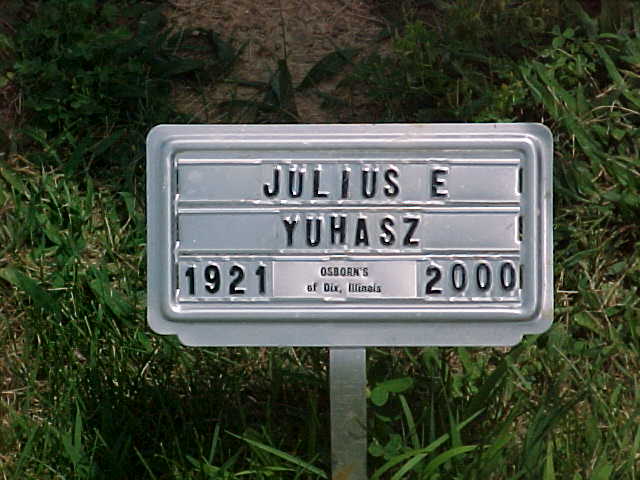 JULIUS E
YUHASZ
1921 OSBORN'S 2000
of Dix, Illinois